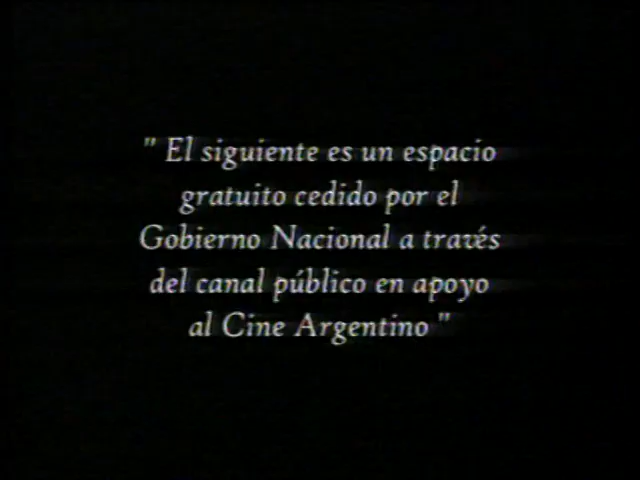 " El siguiente es un espacio
gratuito cedido por el
Gobierno Nacional a través
del canal público en apoyo
al Cine Argentino "